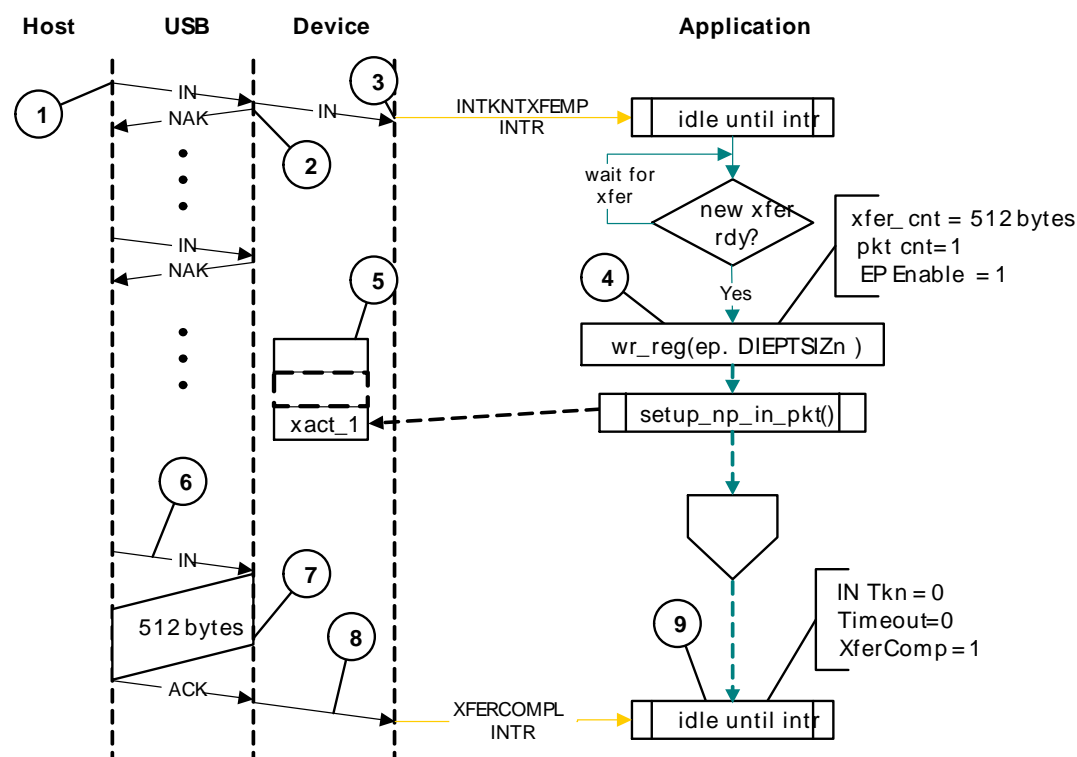 Host USB Device Application
1
IN
NAK
2
IN
3
INTKNTXFEMP
INTR
idle until intr
wait for
xfer
new xfer
rdy?
xfer_cnt = 512 bytes
pkt cnt=1
EP Enable = 1
IN
NAK
5
4
Yes
wr_reg(ep. DIEPTSIZn )
xact_1
setup_np_in_pkt()
6
IN
7
512 bytes
8
9
IN Tkn = 0
Timeout=0
XferComp=1
ACK
XFERCOMPL
INTR
idle until intr